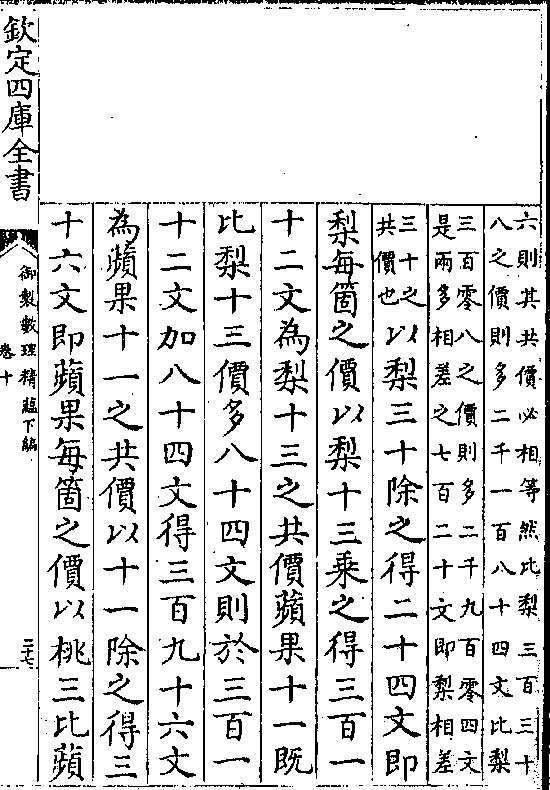 六則其共價必相等然比梨三百三十
八之價則多二千一百八十四文比梨
三百零八之價則多二千九百零四文
是兩多相差之七百二十文即梨相差
三十之
共價也
以梨三十除之得二十四文即
梨每箇之價以梨十三乘之得三百一
十二文為梨十三之共價蘋果十一既
比梨十三價多八十四文則於三百一
十二文加八十四文得三百九十六文
為蘋果十一之共價以十一除之得三
十六文即蘋果每箇之價以桃三比蘋
欽定四庫全書
御製數理精蘊下編
卷十
二十七